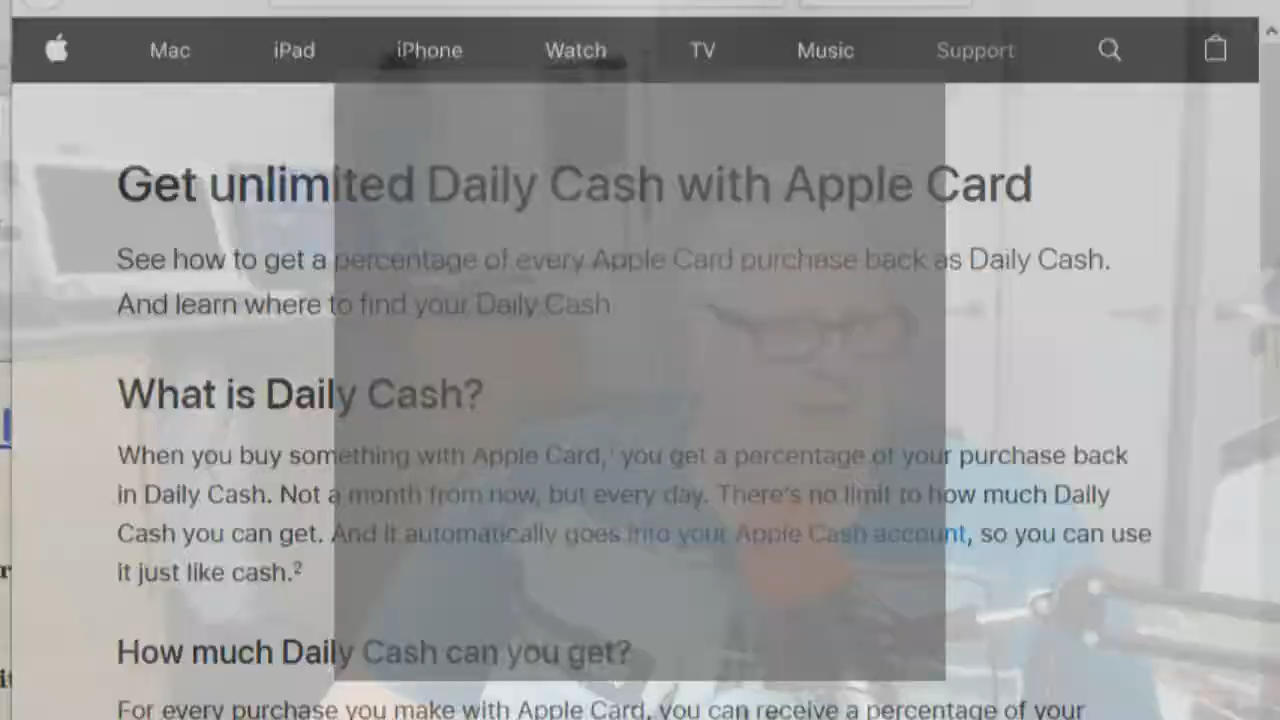 Mac iPad iPhone Watch TV Music Support
Get unlimited Daily Cash with Apple Card
See how to get a percentage of every Apple Card purchase back as Daily Cash.
And learn where to find your Daily Cash
What is Daily Cash?
When you buy something with Apple Card,¹ you get a percentage of your purchase back
in Daily Cash. Not a month from now, but every day. There's no limit to how much Daily
Cash you can get. And it automatically goes into your Apple Cash account, so you can use
it just like cash.²
How much Daily Cash can you get?
For every purchase you make with Apple Card, you can receive a percentage of your